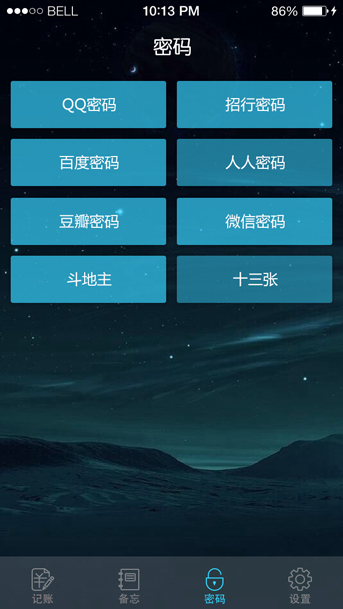 BELL 10:13 PM 86%
密码
QQ密码 招行密码
百度密码 人人密码
豆瓣密码 微信密码
斗地主 十三张
记账 备忘 密码 设置